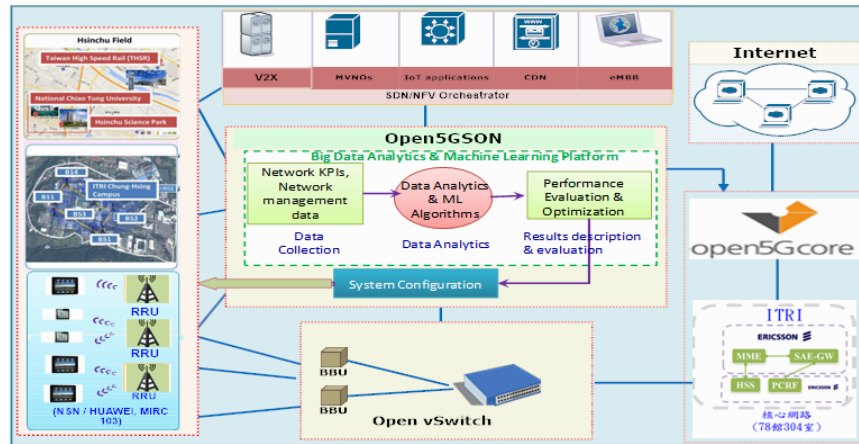 Hsinchu Field
Taiwan High Speed Rail (THSR)
National Chiao Tung University
Hsinchu Science Park
B14
ITRI Chung-Hsing
Campus
B11
B53
B52
B51
RRU
RRU
RRU
(NSN / HUAWEI, MIRC
103)
WWW
V2X
MVNOs
IoT applications
CDN
eMBB
SDN/NFV Orchestrator
Open5GSON
Big Data Analytics & Machine Learning Platform
Network KPIs,
Network
management
data
Data Analytics
& ML
Algorithms
Performance
Evaluation &
Optimization
Data
Collection
Data Analytics
Results description
& evaluation
System Configuration
BBU
BBU
Open vSwitch
Internet
open5Gcore
ITRI
ERICSSON
MME
SAE-GW
HSS
PCRF
ERICSSON
核心網路
(78館304室)